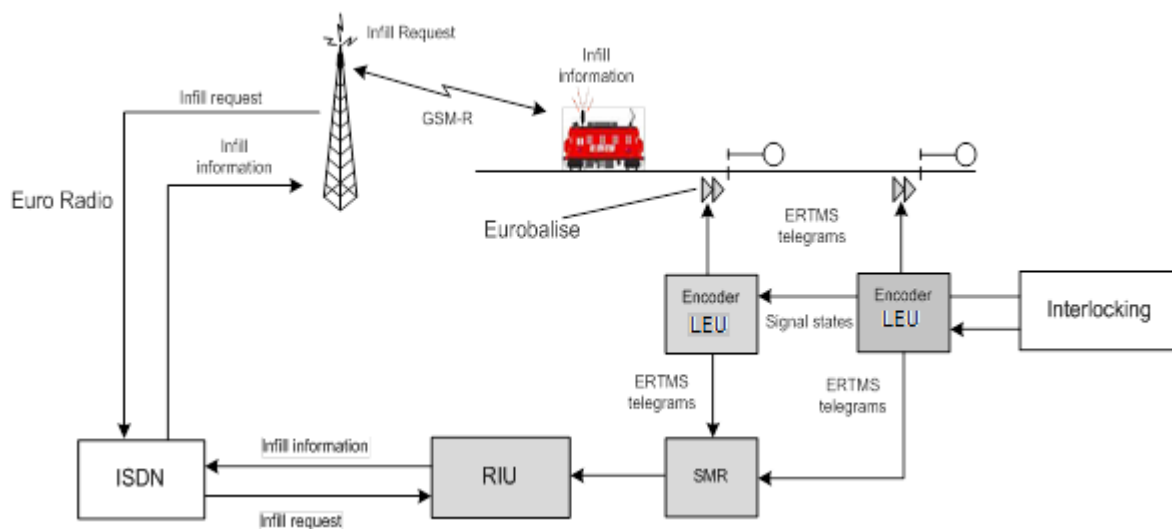 Infill Request
Infill
information
Infill request
GSM-R
Infill
information
Euro Radio
Eurobalise
ERTMS
telegrams
Encoder
LEU
Signal states
Encoder
LEU
Interlocking
ERTMS
telegrams
ERTMS
telegrams
Infill information
ISDN
RIU
SMR
Infill request